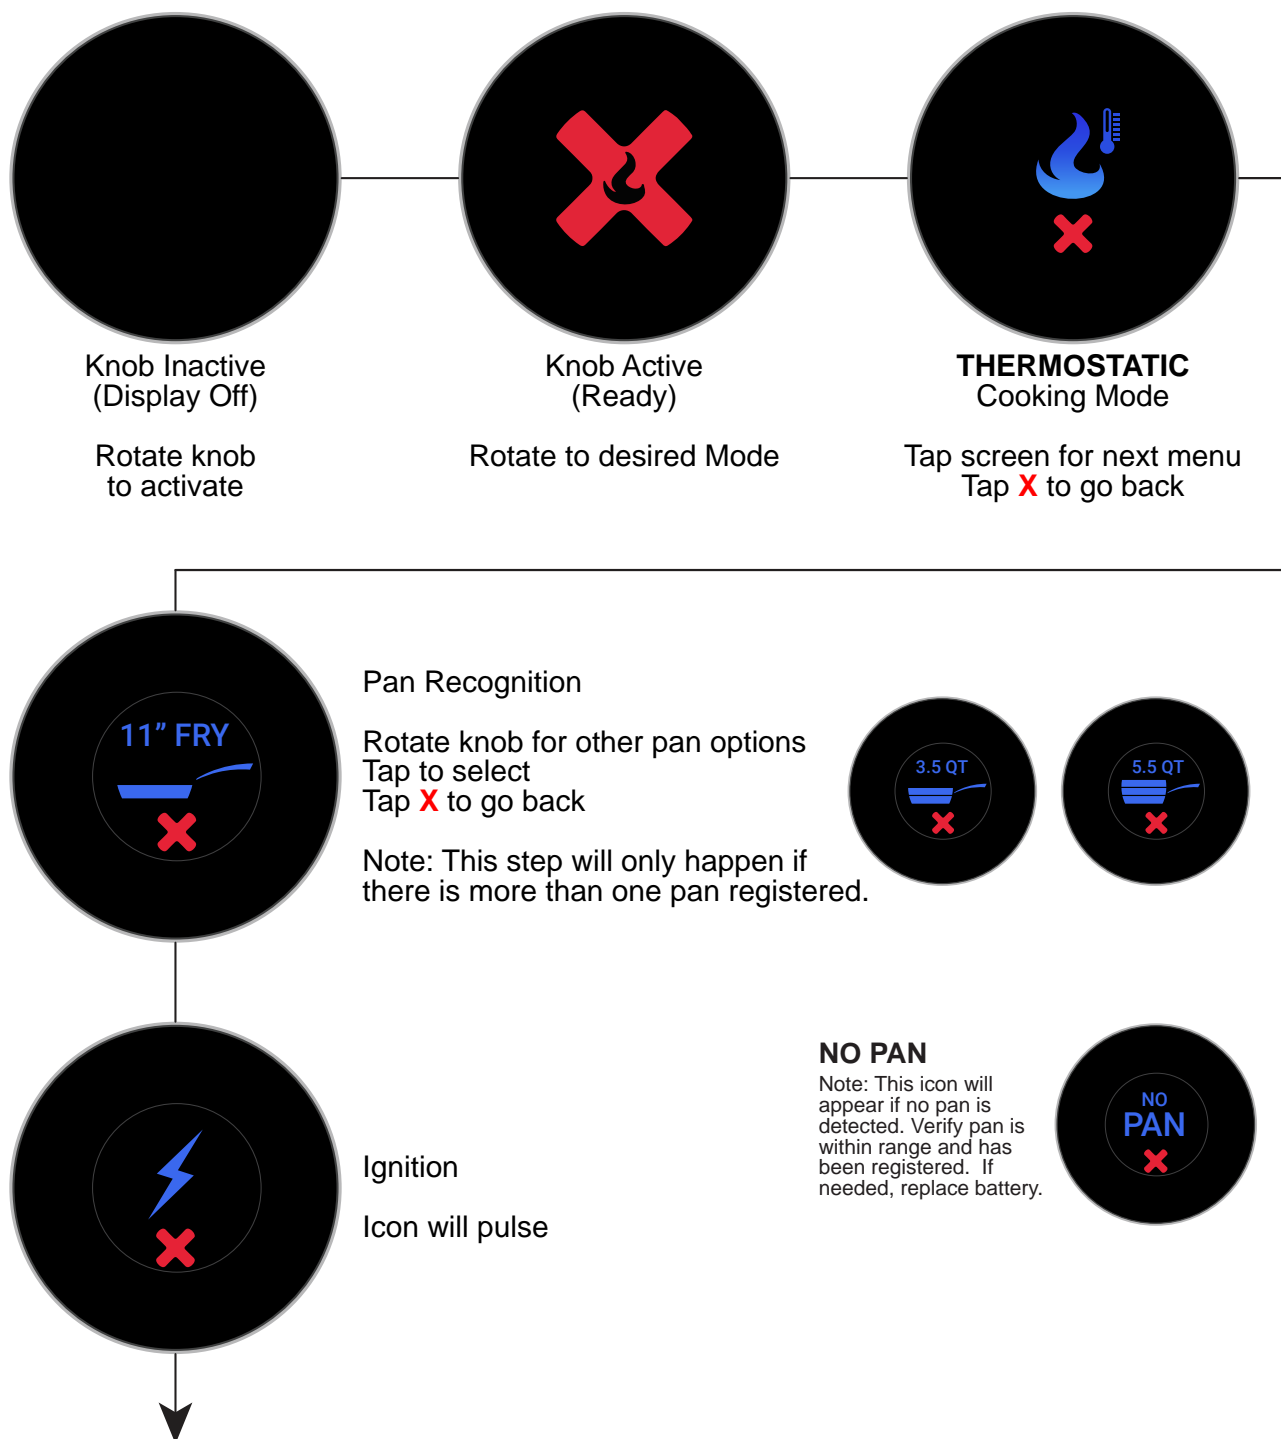 Knob Inactive
(Display Off)
Rotate knob
to activate
Knob Active
(Ready)
Rotate to desired Mode
THERMOSTATIC
Cooking Mode
Tap screen for next menu
Tap X to go back
11” FRY
Pan Recognition
Rotate knob for other pan options
Tap to select
Tap X to go back
Note: This step will only happen if
there is more than one pan registered.
3.5 QT
5.5 QT
Ignition
Icon will pulse
NO PAN
Note: This icon will
appear if no pan is
detected. Verify pan is
within range and has
been registered.  If
needed, replace battery.
NO
PAN